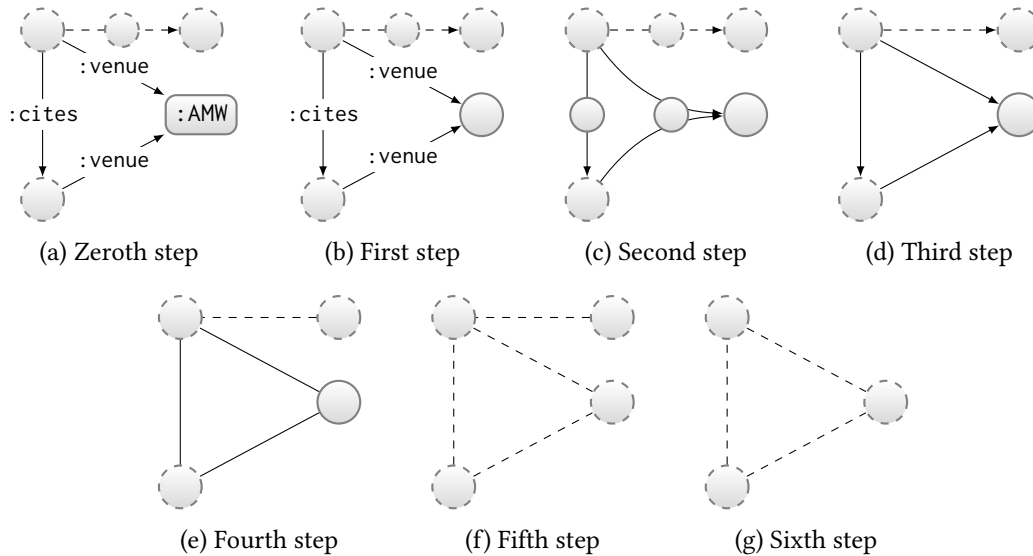 :venue
:cites
:AMW
:venue
(a) Zeroth step
:venue
:cites
:venue
(b) First step
(c) Second step
(d) Third step
(e) Fourth step
(f) Fifth step
(g) Sixth step